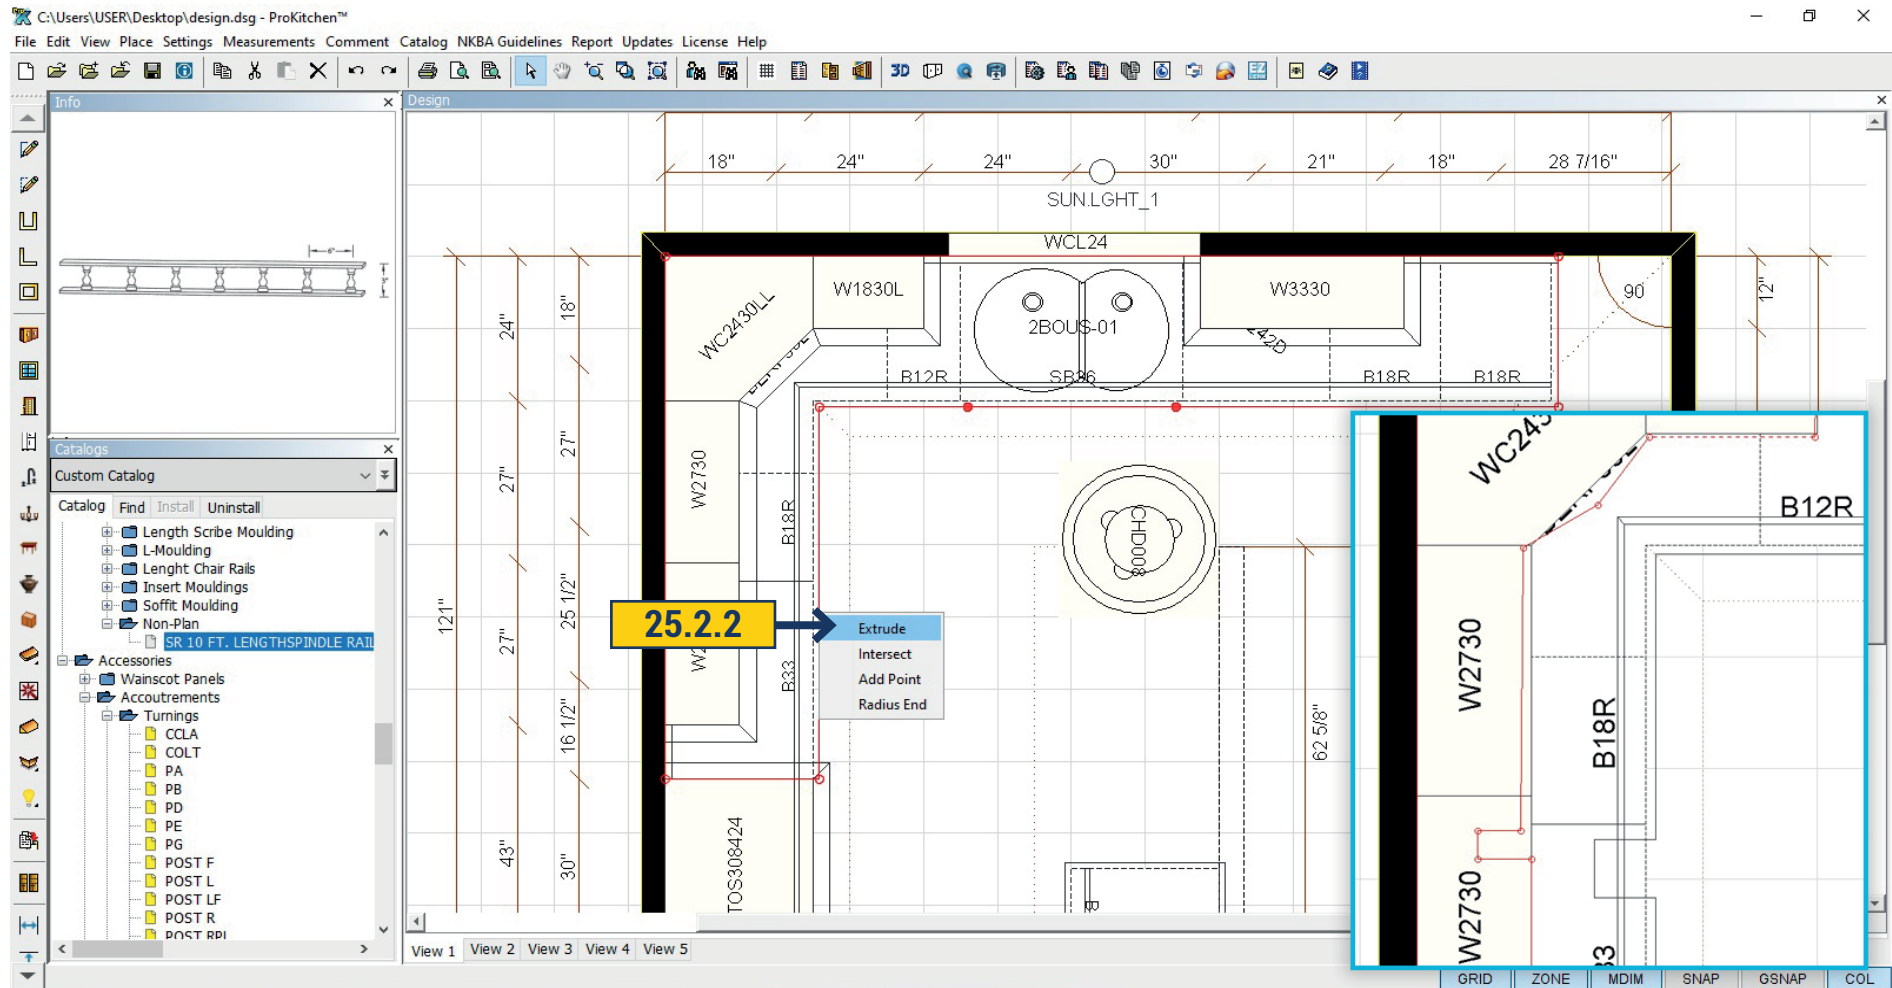 C:\Users\USER\Desktop\design.dsg - ProKitchen™
File Edit View Place Settings Measurements Comment Catalog NKBA Guidelines Report Updates License Help
3D
EZ
Info
6"
Catalogs
Custom Catalog
Catalog Find Install Uninstall
Length Scribe Moulding
L-Moulding
Lenght Chair Rails
Insert Mouldings
Soffit Moulding
Non-Plan
SR 10 FT. LENGTHSPINDLE RAIL
Accessories
Wainscot Panels
Accoutrements
Turnings
CCLA
COLT
PA
PB
PD
PE
PG
POST F
POST L
POST LF
POST R
POST RPL
Design
18" 24" 24" 30" 21" 18" 28 7/16"
SUN.LGHT_1
WCL24
WC2430LL
W1830L
2BOUS-01
W3330
90
12"
B12R
SB36
B18R
B18R
24"
18"
27"
27"
W2730
B18R
CHD008
121"
25 1/2"
27"
25.2.2
B33
Extrude
Intersect
Add Point
Radius End
16 1/2"
62 5/8"
43"
30"
TOS308424
B
WC243
B12R
W2730
B18R
W2730
33
View 1 View 2 View 3 View 4 View 5
GRID ZONE MDIM SNAP GSNAP COL